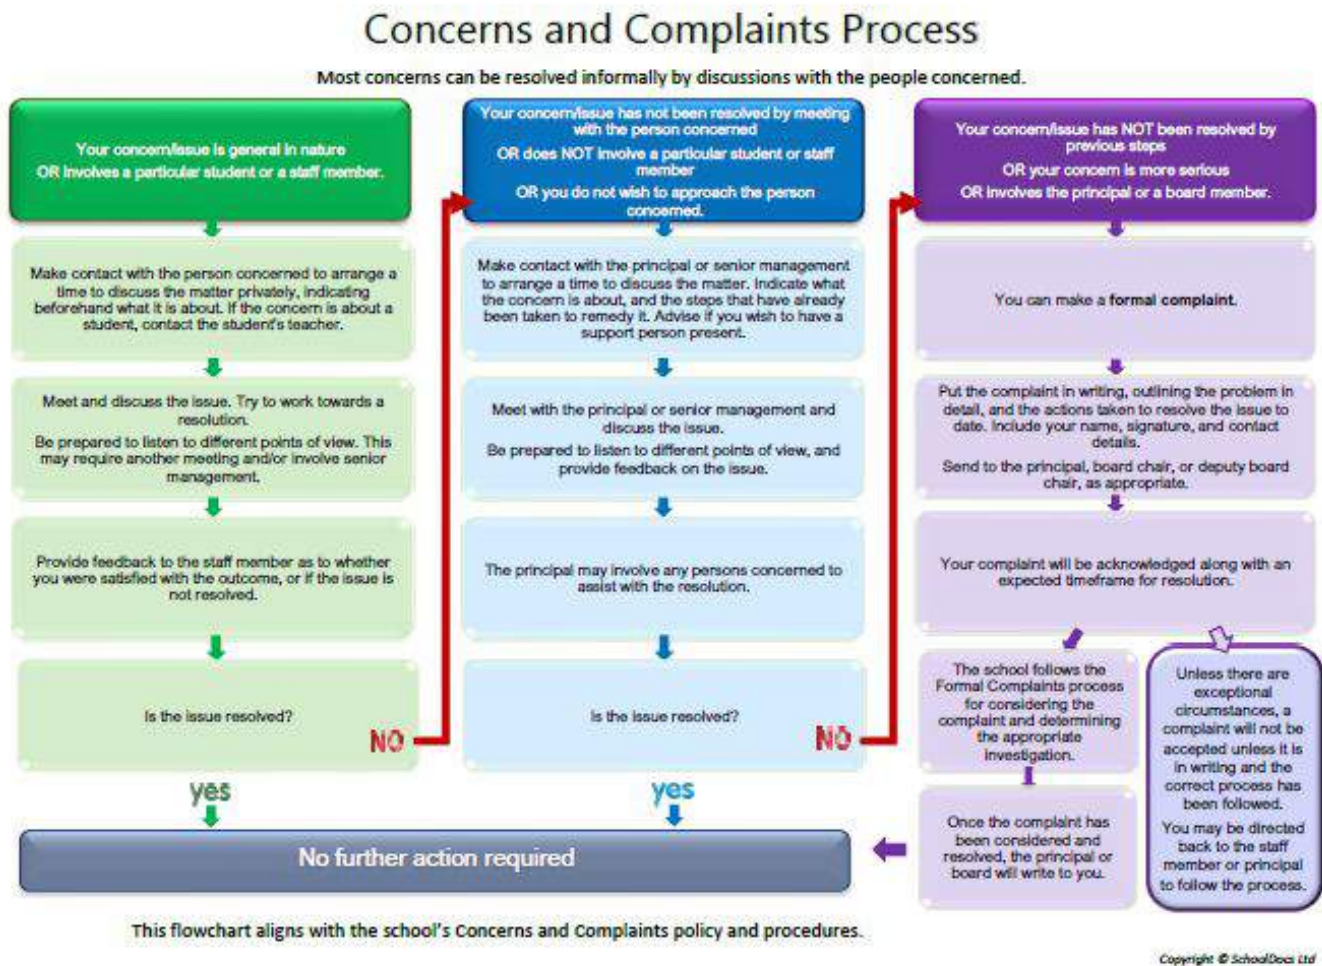 Concerns and Complaints Process
Most concerns can be resolved informally by discussions with the people concerned.
Your concern/issue is general in nature
OR involves a particular student or a staff member.
Make contact with the person concerned to arrange a
time to discuss the matter privately, indicating
beforehand what it is about. If the concern is about a
student, contact the student's teacher.
Meet and discuss the issue. Try to work towards a
resolution.
Be prepared to listen to different points of view. This
may require another meeting and/or involve senior
management.
Provide feedback to the staff member as to whether
you were satisfied with the outcome, or if the issue is
not resolved.
Is the issue resolved?
NO
yes
Your concern/issue has not been resolved by meeting
with the person concerned
OR does NOT involve a particular student or staff
member
OR you do not wish to approach the person
concerned.
Make contact with the principal or senior management
to arrange a time to discuss the matter. Indicate what
the concern is about, and the steps that have already
been taken to remedy it. Advise if you wish to have a
support person present.
Meet with the principal or senior management and
discuss the issue.
Be prepared to listen to different points of view, and
provide feedback on the issue.
The principal may involve any persons concerned to
assist with the resolution.
Is the issue resolved?
NO
yes
Your concern/issue has NOT been resolved by
previous steps
OR your concern is more serious
OR involves the principal or a board member.
You can make a formal complaint.
Put the complaint in writing, outlining the problem in
detail, and the actions taken to resolve the issue to
date. Include your name, signature, and contact
details.
Send to the principal, board chair, or deputy board
chair, as appropriate.
Your complaint will be acknowledged along with an
expected timeframe for resolution.
The school follows the
Formal Complaints process
for considering the
complaint and determining
the appropriate
investigation.
Once the complaint has
been considered and
resolved, the principal or
board will write to you.
Unless there are
exceptional
circumstances, a
complaint will not be
accepted unless it is
in writing and the
correct process has
been followed.
You may be directed
back to the staff
member or principal
to follow the process.
No further action required
This flowchart aligns with the school's Concerns and Complaints policy and procedures.
Copyright © SchoolDocs Ltd